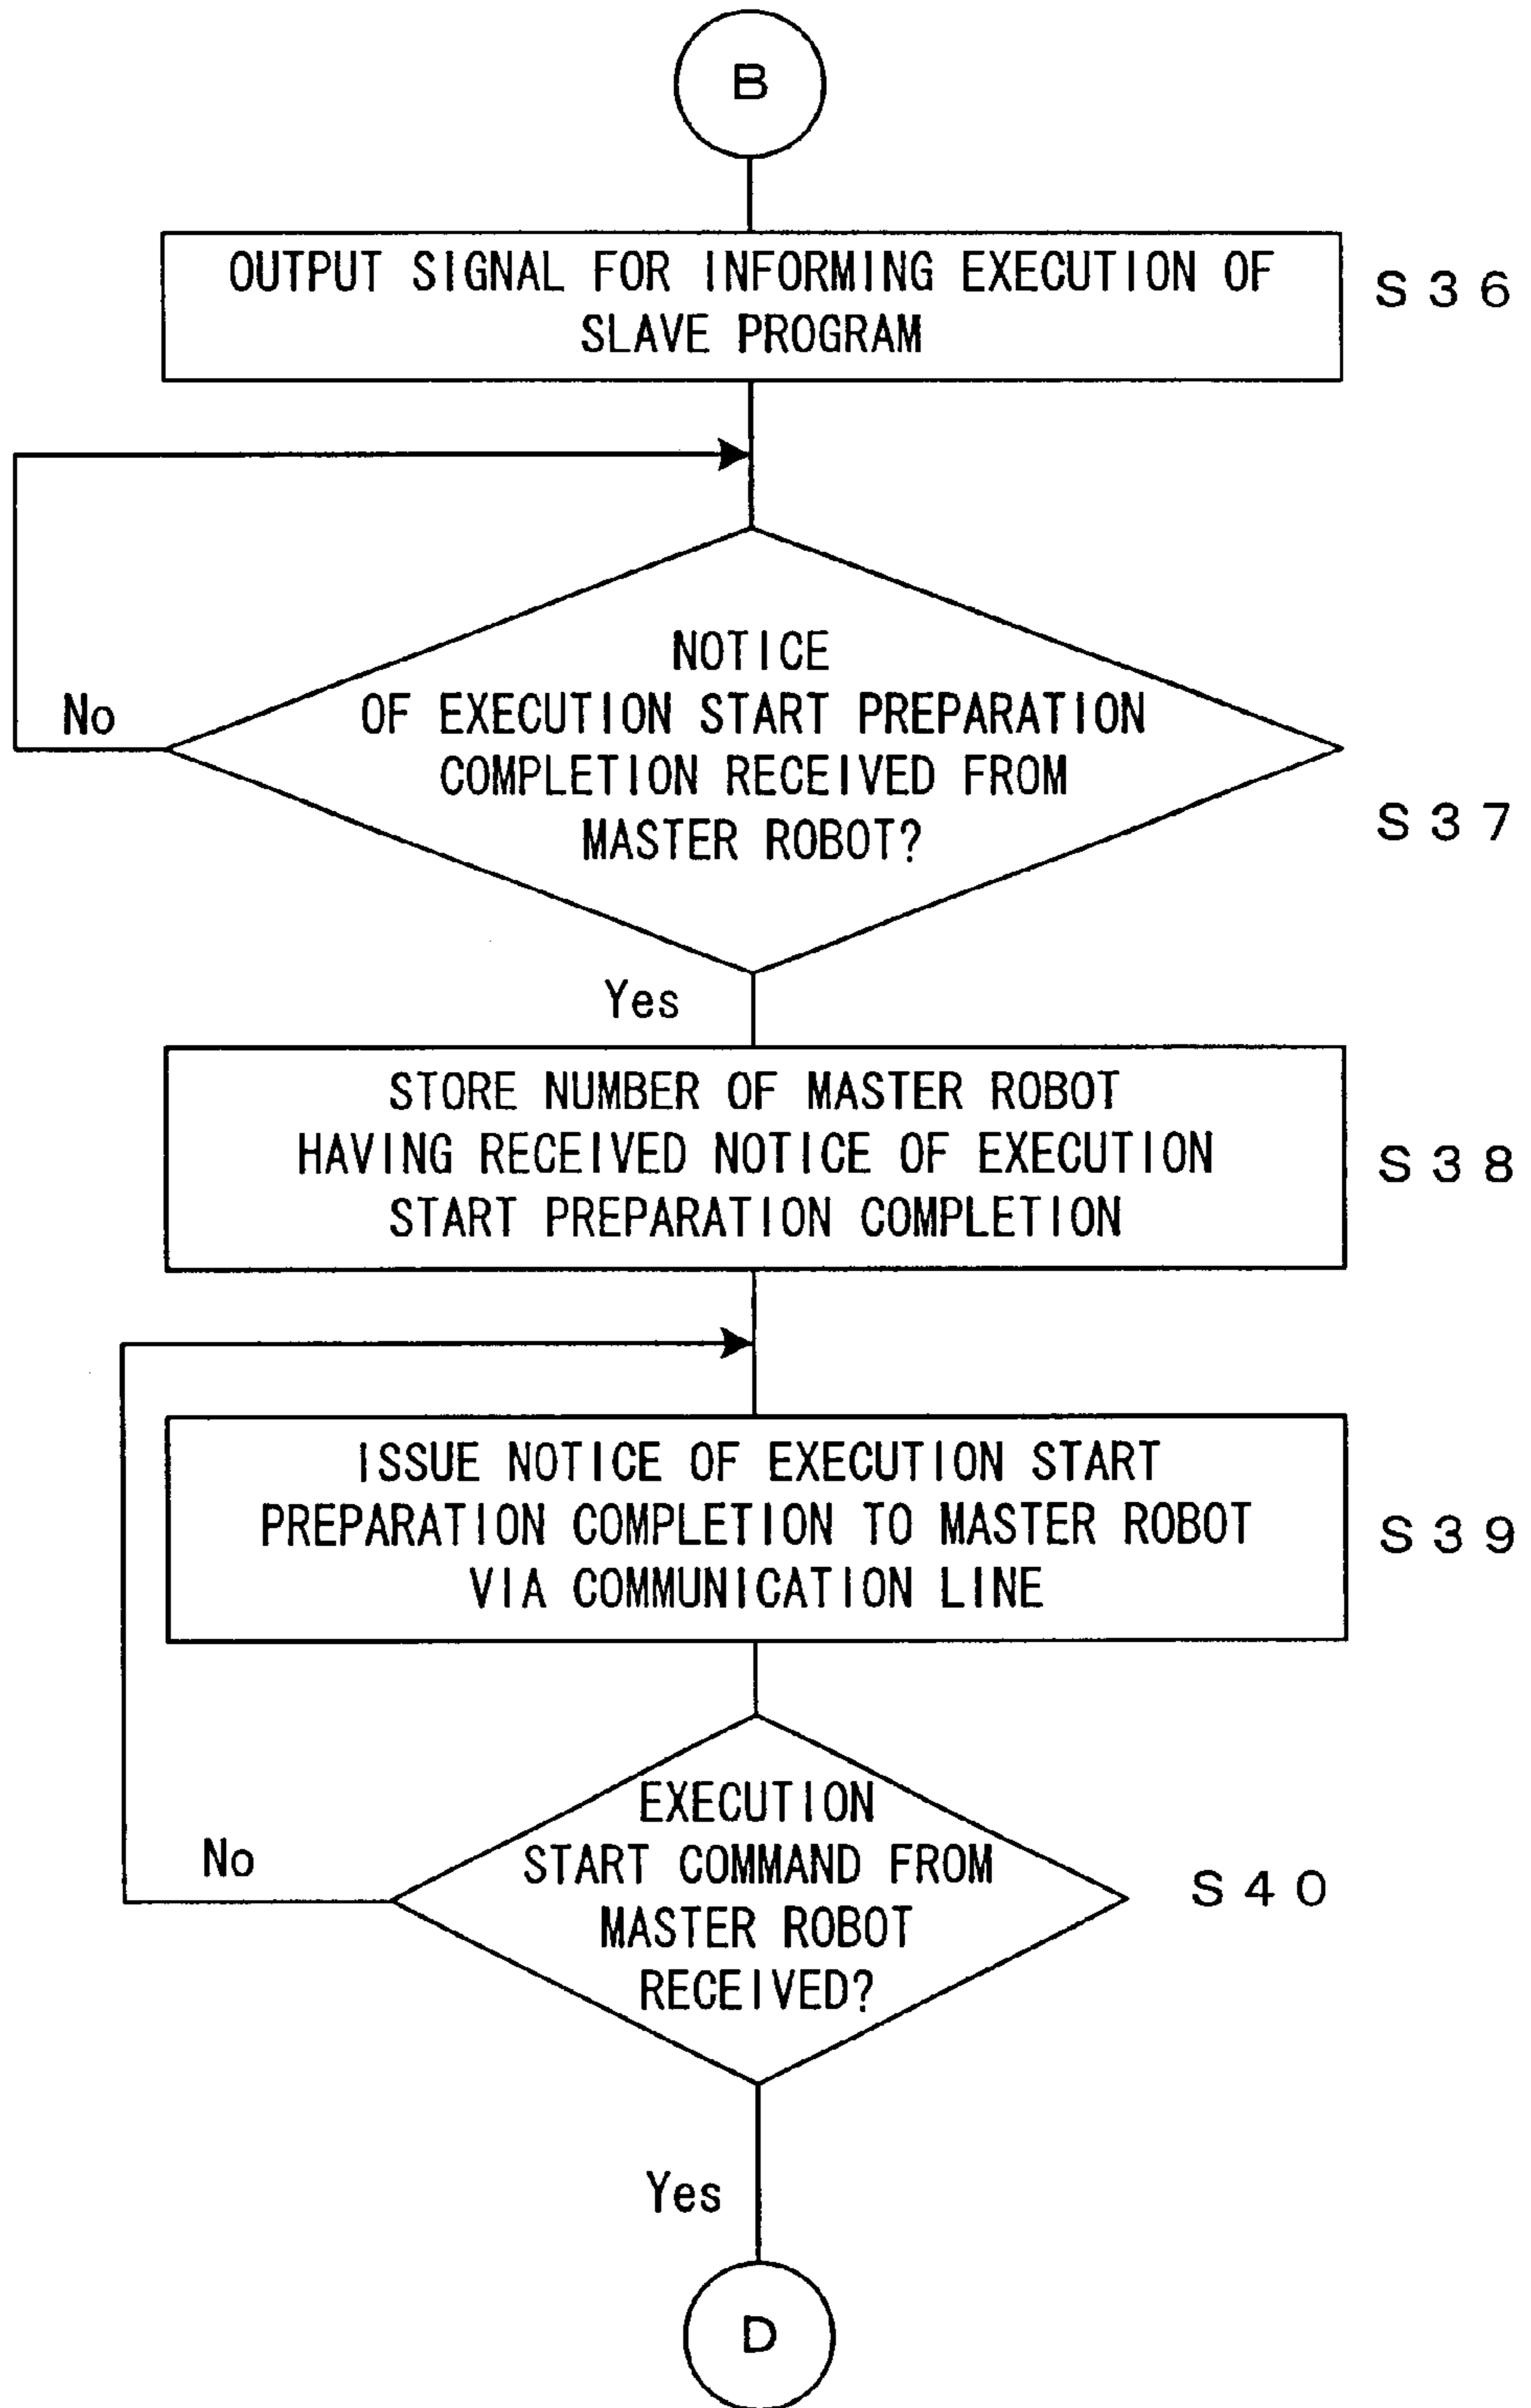 B
OUTPUT SIGNAL FOR INFORMING EXECUTION OF
SLAVE PROGRAM
S36
NOTICE
OF EXECUTION START PREPARATION
COMPLETION RECEIVED FROM
MASTER ROBOT?
S37
No
Yes
STORE NUMBER OF MASTER ROBOT
HAVING RECEIVED NOTICE OF EXECUTION
START PREPARATION COMPLETION
S38
ISSUE NOTICE OF EXECUTION START
PREPARATION COMPLETION TO MASTER ROBOT
VIA COMMUNICATION LINE
S39
EXECUTION
START COMMAND FROM
MASTER ROBOT
RECEIVED?
S40
No
Yes
D